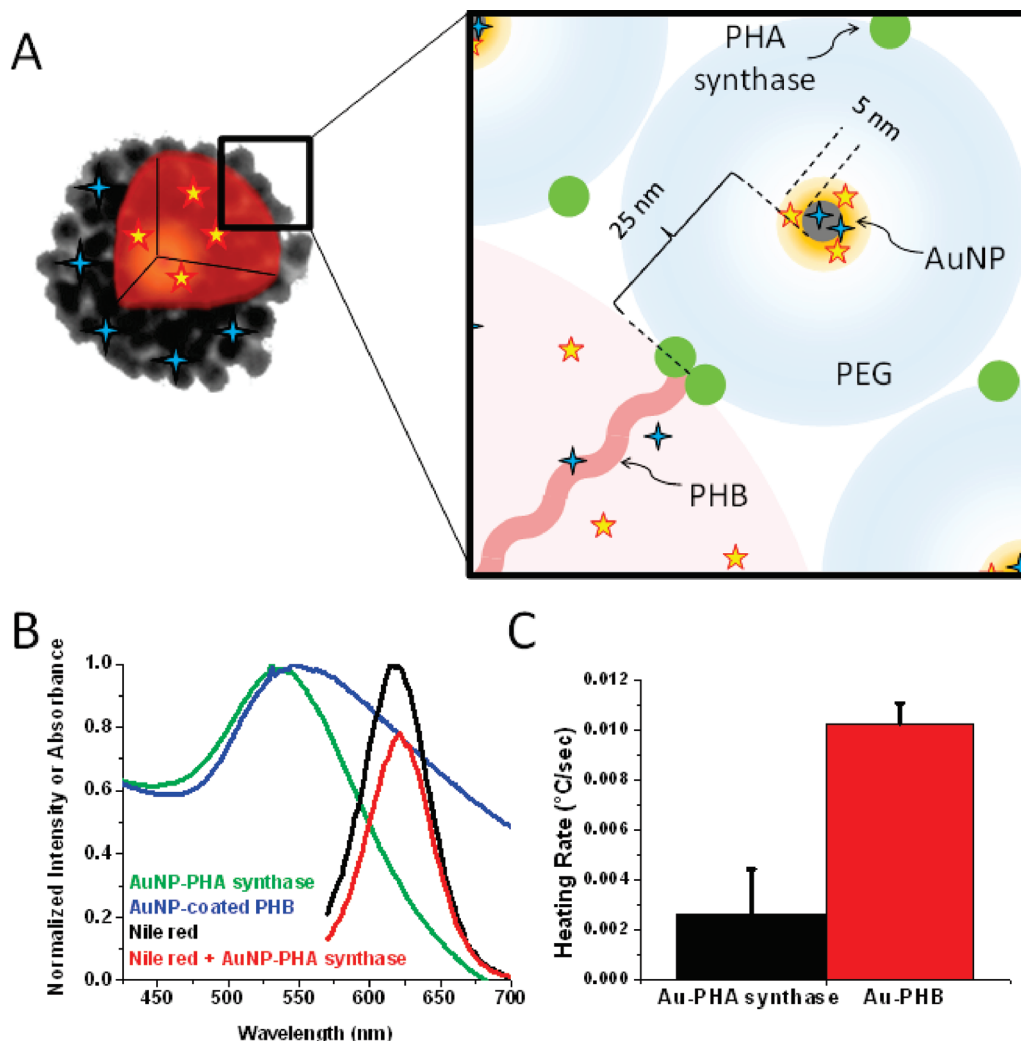 A
PHA
synthase
5 nm
25 nm
AuNP
PEG
PHB
B
Normalized Intensity or Absorbance
1.0
0.8
0.6
0.4
0.2
0.0
AuNP-PHA synthase
AuNP-coated PHB
Nile red
Nile red + AuNP-PHA synthase
450 500 550 600 650 700
Wavelength (nm)
C
Heating Rate (°C/sec)
0.012
0.010
0.008
0.006
0.004
0.002
0.000
Au-PHA synthase Au-PHB